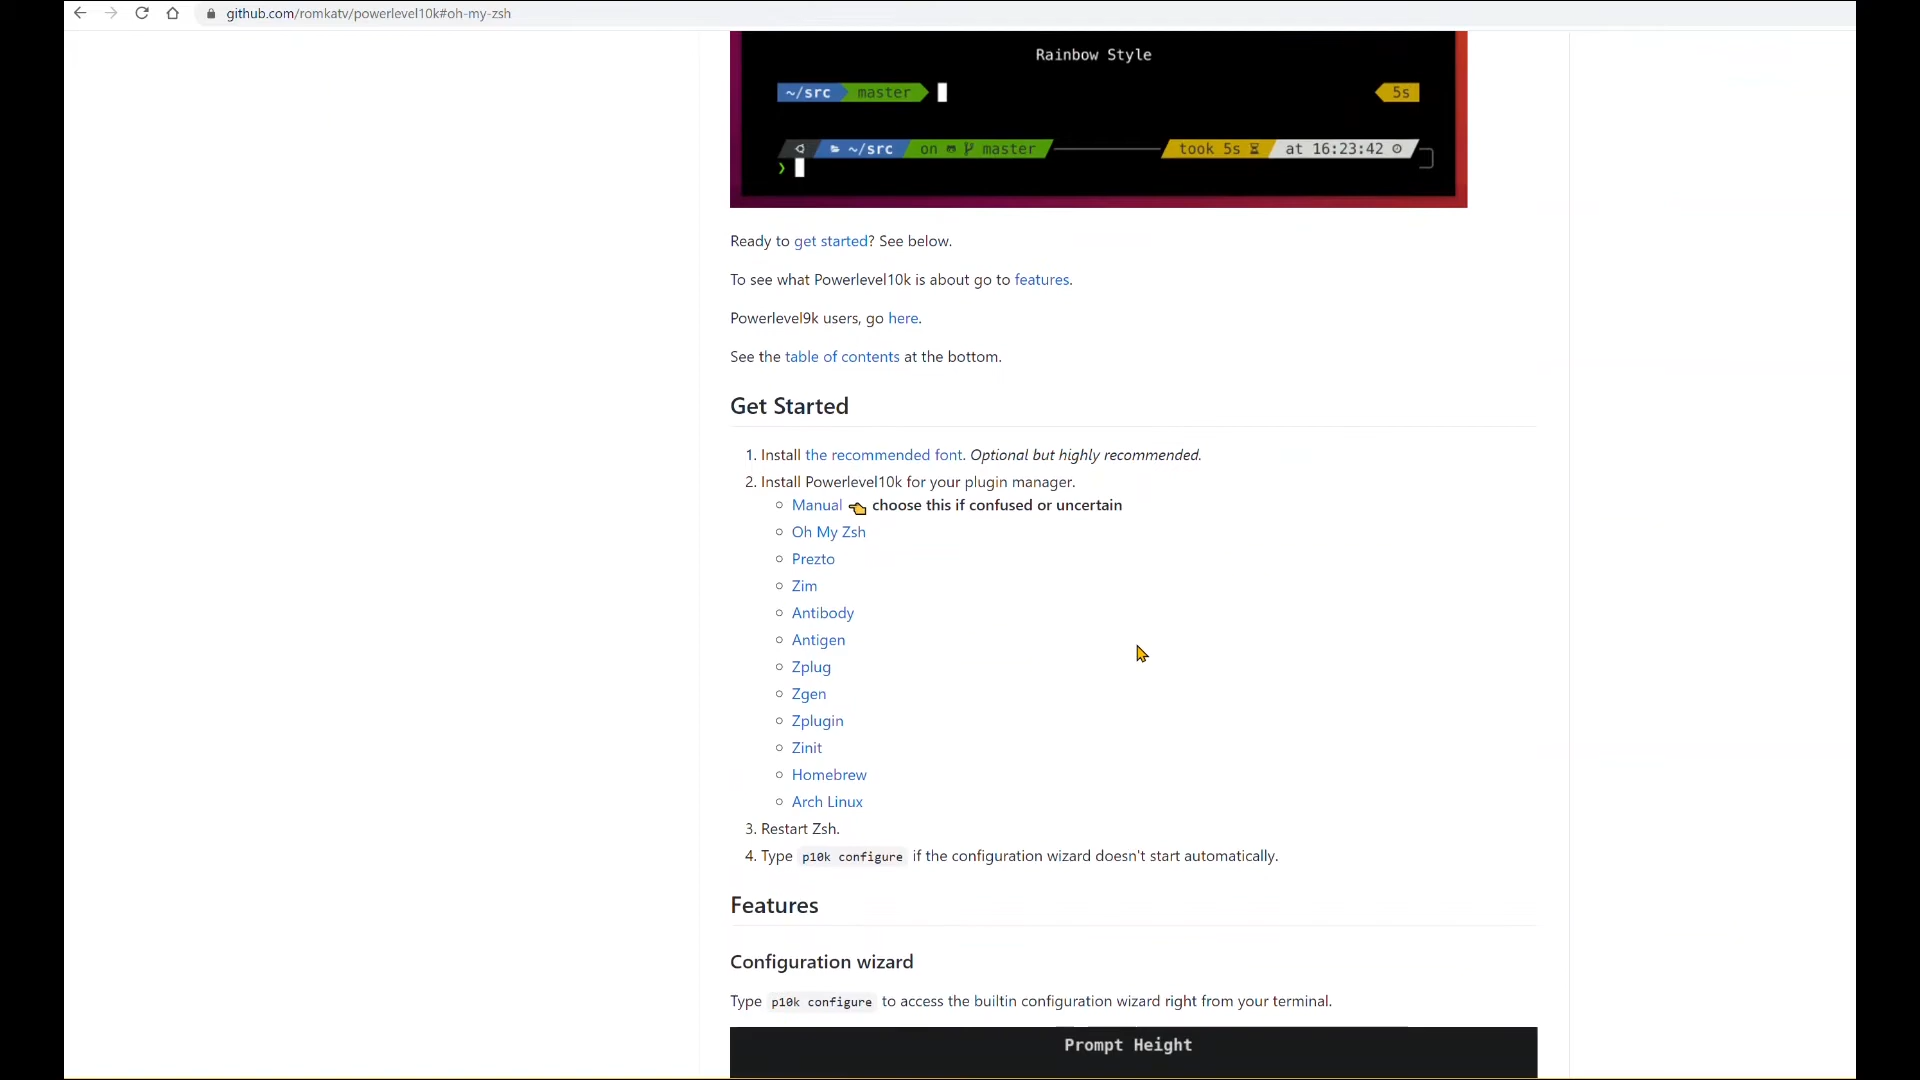 github.com/romkatv/powerlevel10k#oh-my-zsh
Rainbow Style
~/src master 5s
~/src on master took 5s at 16:23:42
❯
Ready to get started? See below.
To see what Powerlevel10k is about go to features.
Powerlevel9k users, go here.
See the table of contents at the bottom.
Get Started
1. Install the recommended font. Optional but highly recommended.
2. Install Powerlevel10k for your plugin manager.
Manual 👈 choose this if confused or uncertain
Oh My Zsh
Prezto
Zim
Antibody
Antigen
Zplug
Zgen
Zplugin
Zinit
Homebrew
Arch Linux
3. Restart Zsh.
4. Type p10k configure if the configuration wizard doesn't start automatically.
Features
Configuration wizard
Type p10k configure to access the builtin configuration wizard right from your terminal.
Prompt Height